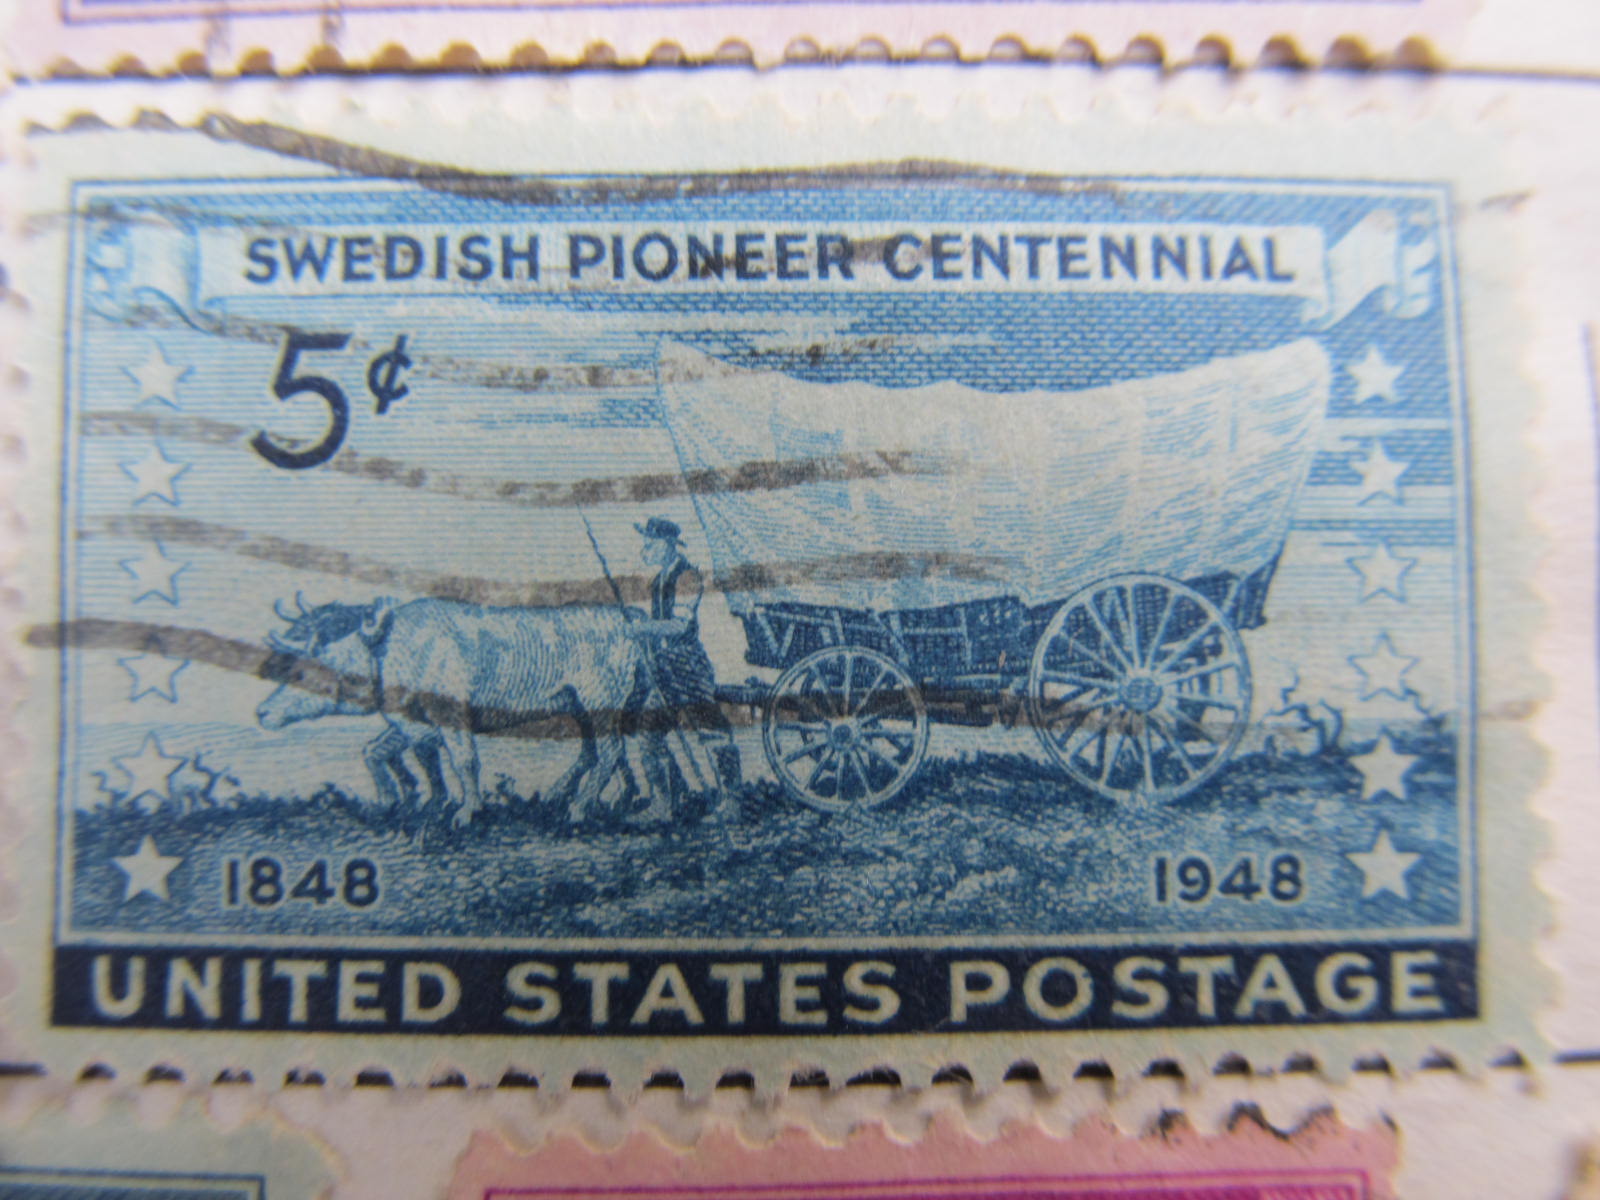 SWEDISH PIONEER CENTENNIAL
5¢
1848 1948
UNITED STATES POSTAGE